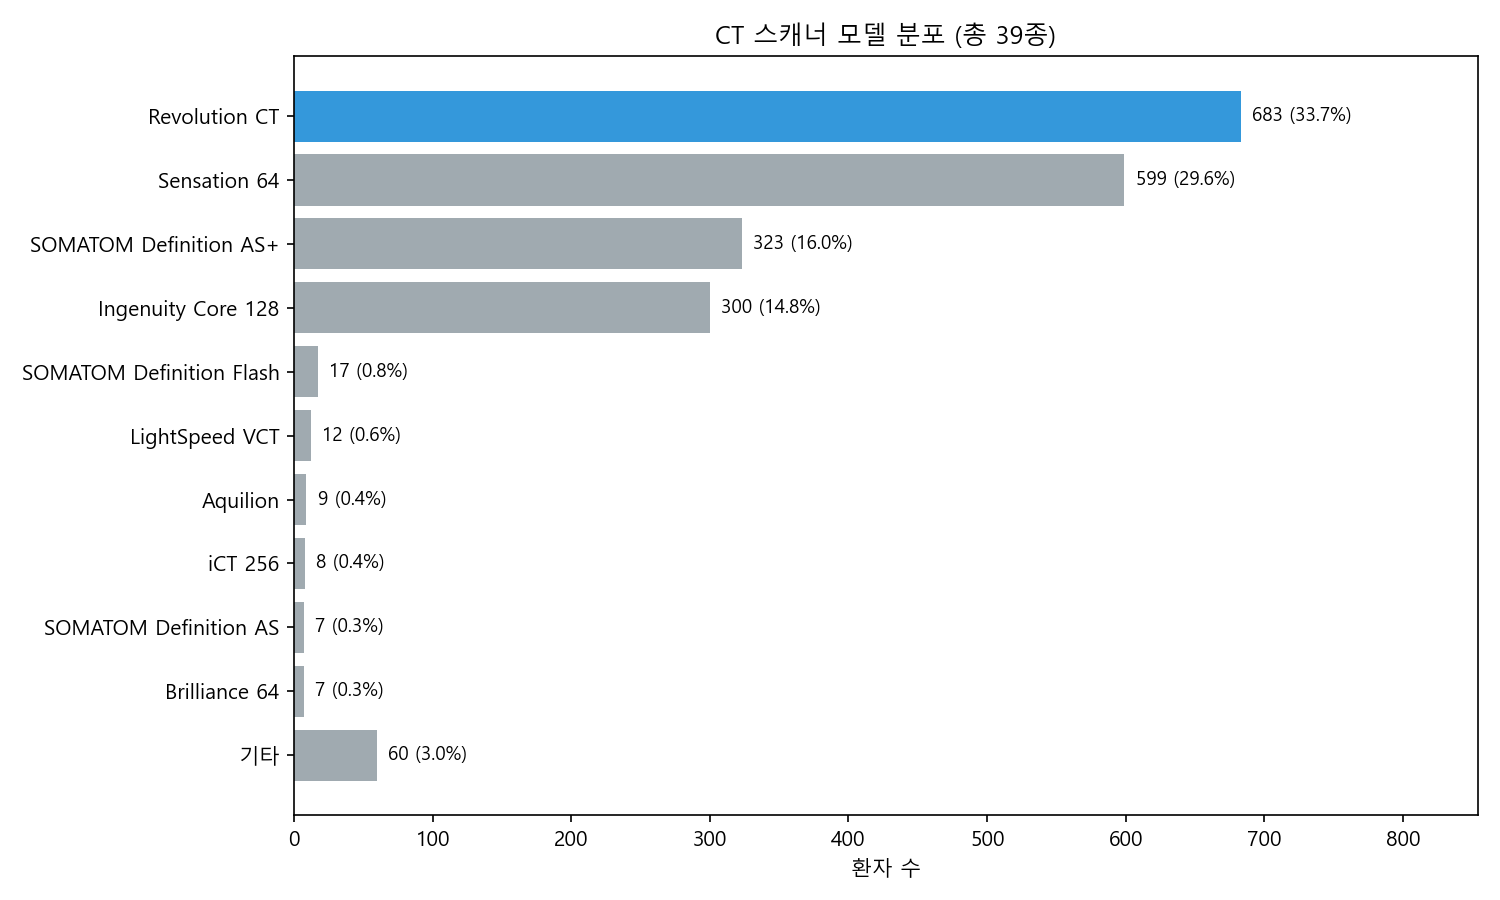 CT 스캐너 모델 분포 (총 39종)
Revolution CT 683 (33.7%)
Sensation 64 599 (29.6%)
SOMATOM Definition AS+ 323 (16.0%)
Ingenuity Core 128 300 (14.8%)
SOMATOM Definition Flash 17 (0.8%)
LightSpeed VCT 12 (0.6%)
Aquilion 9 (0.4%)
iCT 256 8 (0.4%)
SOMATOM Definition AS 7 (0.3%)
Brilliance 64 7 (0.3%)
기타 60 (3.0%)
0 100 200 300 400 500 600 700 800
환자 수